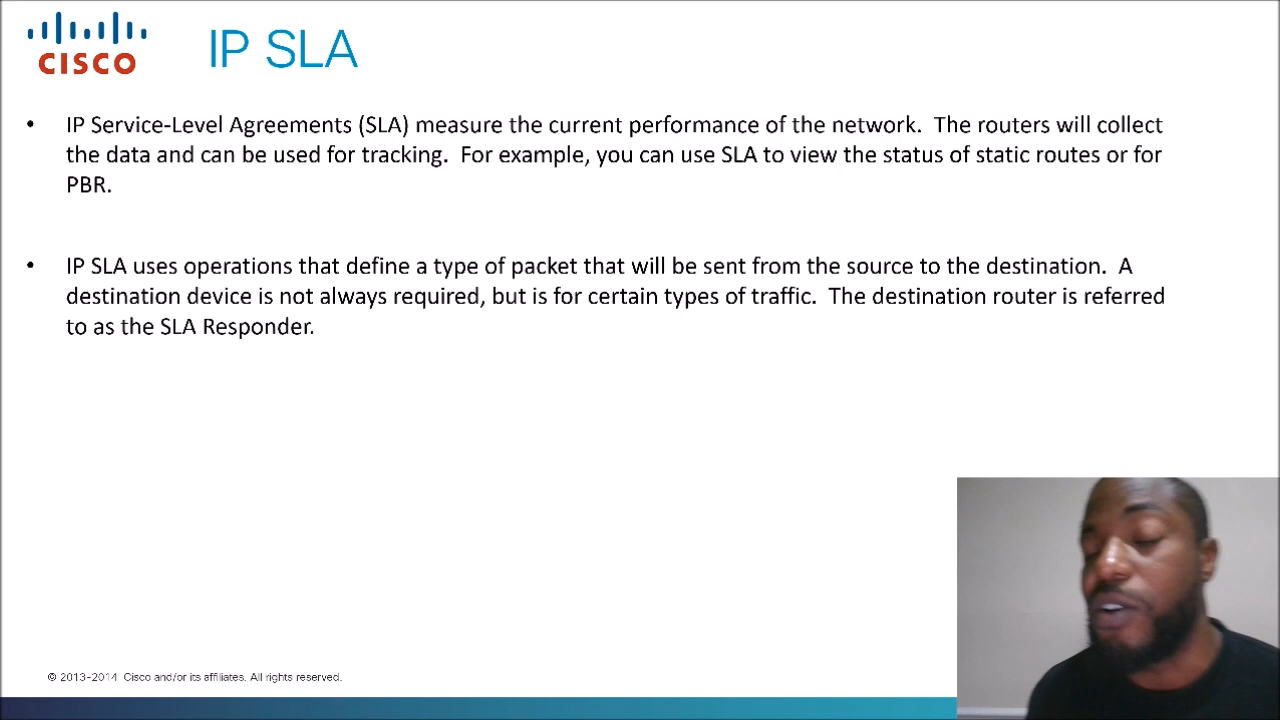 CISCO
IP SLA
• IP Service-Level Agreements (SLA) measure the current performance of the network.  The routers will collect
the data and can be used for tracking.  For example, you can use SLA to view the status of static routes or for
PBR.
• IP SLA uses operations that define a type of packet that will be sent from the source to the destination.  A
destination device is not always required, but is for certain types of traffic.  The destination router is referred
to as the SLA Responder.
© 2013-2014  Cisco and/or its affiliates. All rights reserved.